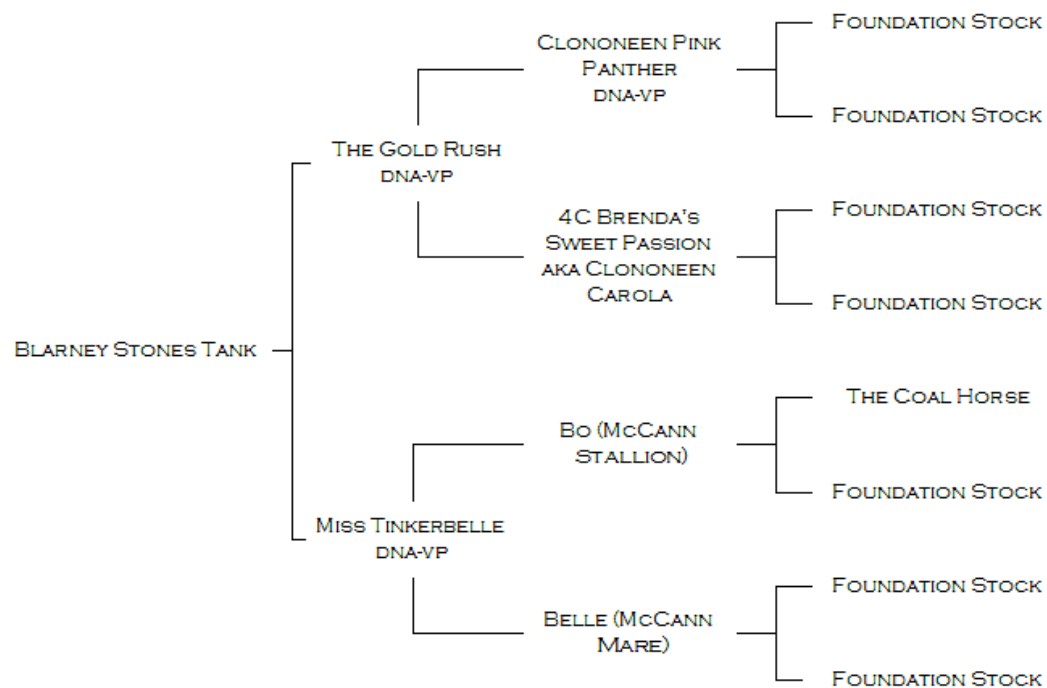 Foundation Stock
Clononeen Pink
Panther
DNA-VP
Foundation Stock
The Gold Rush
DNA-VP
Foundation Stock
4C Brenda's
Sweet Passion
aka Clononeen
Carola
Foundation Stock
Blarney Stones Tank
The Coal Horse
Bo (McCann
Stallion)
Foundation Stock
Miss Tinkerbelle
DNA-VP
Foundation Stock
Belle (McCann
Mare)
Foundation Stock